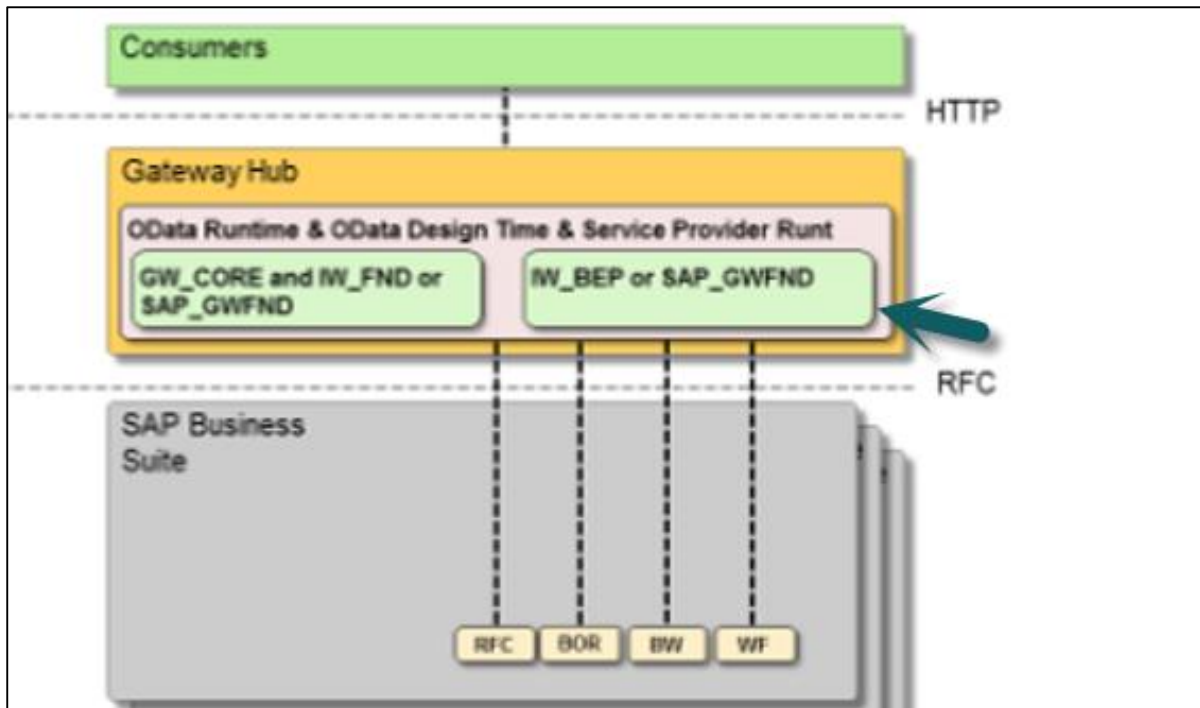 Consumers
HTTP
Gateway Hub
OData Runtime & OData Design Time & Service Provider Runt
GW_CORE and IW_FND or
SAP_GWFND
IW_BEP or SAP_GWFND
RFC
SAP Business
Suite
RFC
BOR
BW
WF